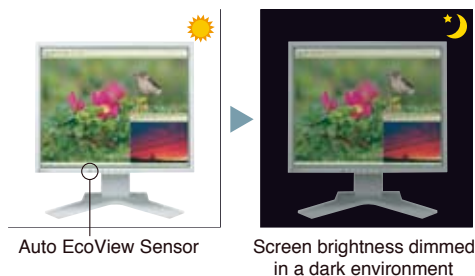 Auto EcoView Sensor
Screen brightness dimmed
in a dark environment